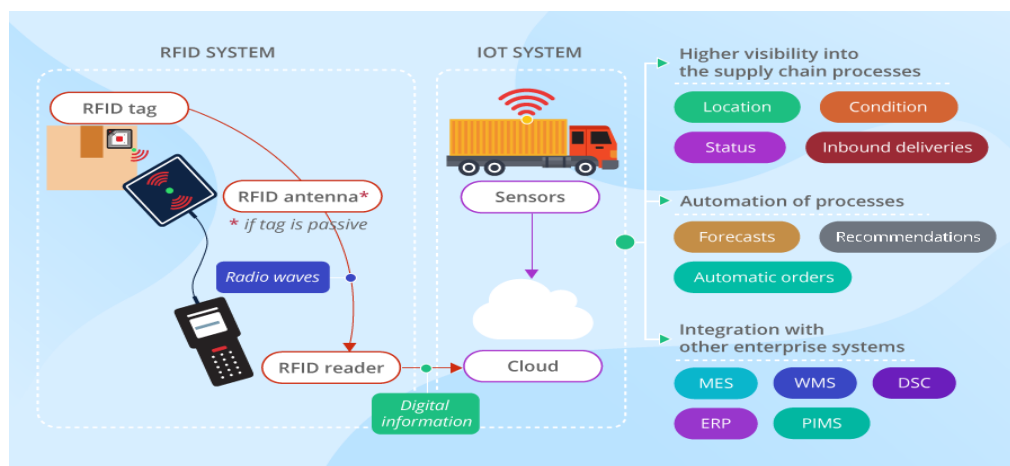 RFID SYSTEM
RFID tag
RFID antenna*
* if tag is passive
Radio waves
RFID reader
Digital
information
IOT SYSTEM
Sensors
Cloud
Higher visibility into
the supply chain processes
Location
Condition
Status
Inbound deliveries
Automation of processes
Forecasts
Recommendations
Automatic orders
Integration with
other enterprise systems
MES
WMS
DSC
ERP
PIMS